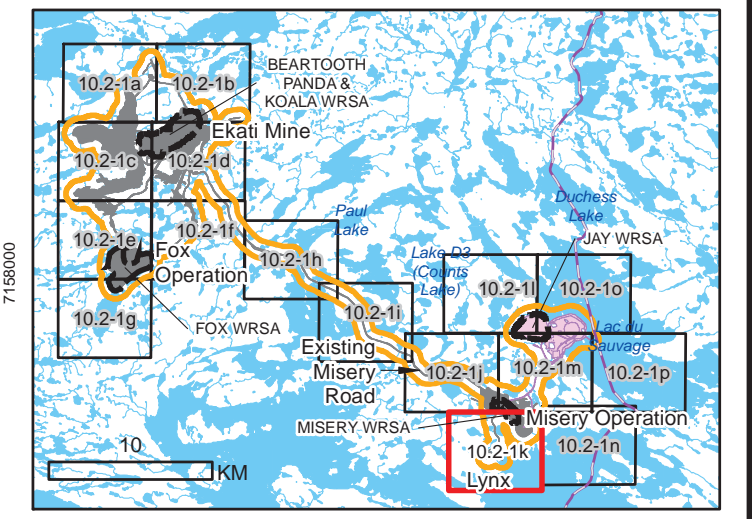 10.2-1a
10.2-1b
BEARTOOTH
PANDA &
KOALA WRSA
Ekati Mine
10.2-1c
10.2-1d
Duchess
Lake
Paul
Lake
10.2-1e
10.2-1f
JAY WRSA
Fox
Operation
10.2-1h
Lake D3
(Counts
Lake)
10.2-1l
10.2-1o
7158000
10.2-1g
FOX WRSA
10.2-1i
Lac du
Sauvage
Existing
Misery
Road
10.2-1j
10.2-1m
10.2-1p
MISERY WRSA
Misery Operation
10.2-1k
10.2-1n
Lynx
10
KM